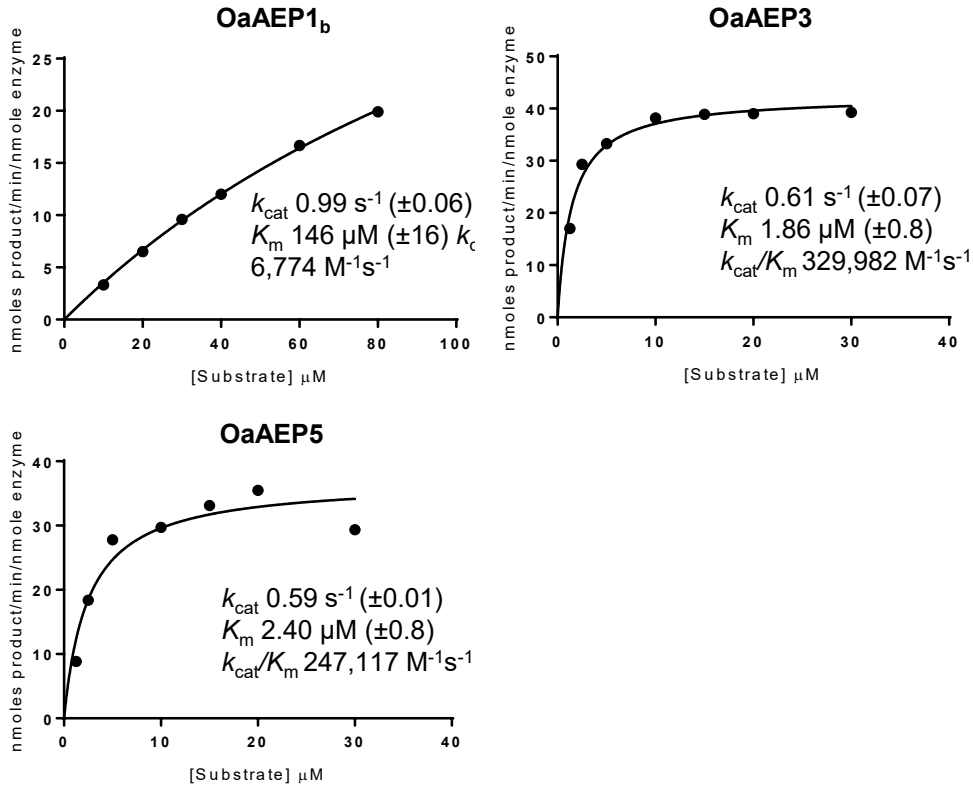 OaAEP1b
nmoles product/min/nmole enzyme
25
20
15
10
5
0
kcat 0.99 s-1 (±0.06)
Km 146 µM (±16) kc
6,774 M-1s-1
0 20 40 60 80 100
[Substrate] µM
OaAEP3
nmoles product/min/nmole enzyme
50
40
30
20
10
0
kcat 0.61 s-1 (±0.07)
Km 1.86 µM (±0.8)
kcat/Km 329,982 M-1s-1
0 10 20 30 40
[Substrate] µM
OaAEP5
nmoles product/min/nmole enzyme
40
30
20
10
0
kcat 0.59 s-1 (±0.01)
Km 2.40 µM (±0.8)
kcat/Km 247,117 M-1s-1
0 10 20 30 40
[Substrate] µM